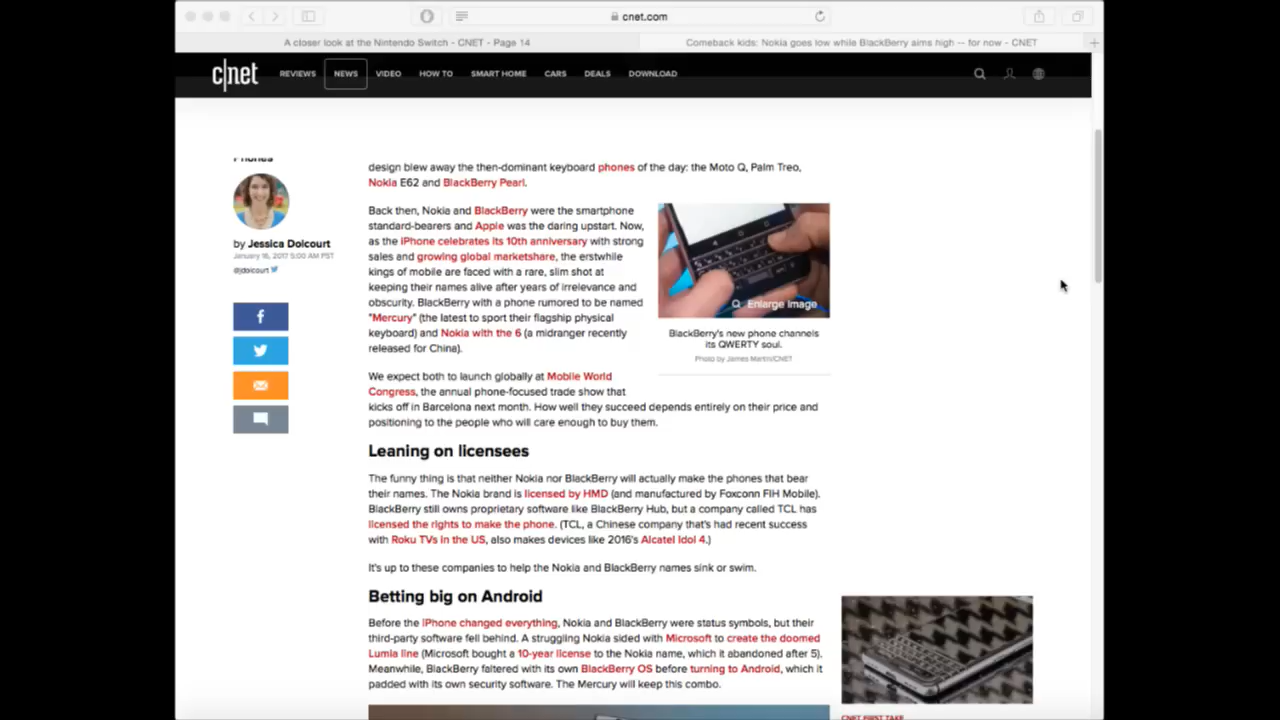 cnet.com
A closer look at the Nintendo Switch - CNET - Page 14
Comeback kids: Nokia goes low while BlackBerry aims high -- for now - CNET
c|net
REVIEWS
NEWS
VIDEO
HOW TO
SMART HOME
CARS
DEALS
DOWNLOAD
Phones
by Jessica Dolcourt
January 16, 2017 5:00 AM PST
@jdolcourt
design blew away the then-dominant keyboard phones of the day: the Moto Q, Palm Treo,
Nokia E62 and BlackBerry Pearl.
Back then, Nokia and BlackBerry were the smartphone
standard-bearers and Apple was the daring upstart. Now,
as the iPhone celebrates its 10th anniversary with strong
sales and growing global marketshare, the erstwhile
kings of mobile are faced with a rare, slim shot at
keeping their names alive after years of irrelevance and
obscurity. BlackBerry with a phone rumored to be named
"Mercury" (the latest to sport their flagship physical
keyboard) and Nokia with the 6 (a midranger recently
released for China).
Enlarge Image
BlackBerry's new phone channels
its QWERTY soul.
Photo by James Martin/CNET
We expect both to launch globally at Mobile World
Congress, the annual phone-focused trade show that
kicks off in Barcelona next month. How well they succeed depends entirely on their price and
positioning to the people who will care enough to buy them.
Leaning on licensees
The funny thing is that neither Nokia nor BlackBerry will actually make the phones that bear
their names. The Nokia brand is licensed by HMD (and manufactured by Foxconn FIH Mobile).
BlackBerry still owns proprietary software like BlackBerry Hub, but a company called TCL has
licensed the rights to make the phone. (TCL, a Chinese company that's had recent success
with Roku TVs in the US, also makes devices like 2016's Alcatel Idol 4.)
It's up to these companies to help the Nokia and BlackBerry names sink or swim.
Betting big on Android
Before the iPhone changed everything, Nokia and BlackBerry were status symbols, but their
third-party software fell behind. A struggling Nokia sided with Microsoft to create the doomed
Lumia line (Microsoft bought a 10-year license to the Nokia name, which it abandoned after 5).
Meanwhile, BlackBerry faltered with its own BlackBerry OS before turning to Android, which it
padded with its own security software. The Mercury will keep this combo.
CNET FIRST TAKE